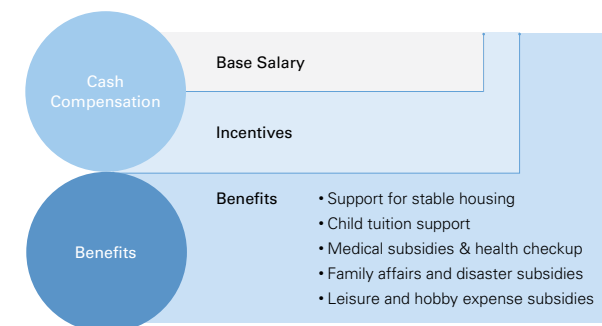 Cash
Compensation
Base Salary
Incentives
Benefits
Benefits
• Support for stable housing
• Child tuition support
• Medical subsidies & health checkup
• Family affairs and disaster subsidies
• Leisure and hobby expense subsidies